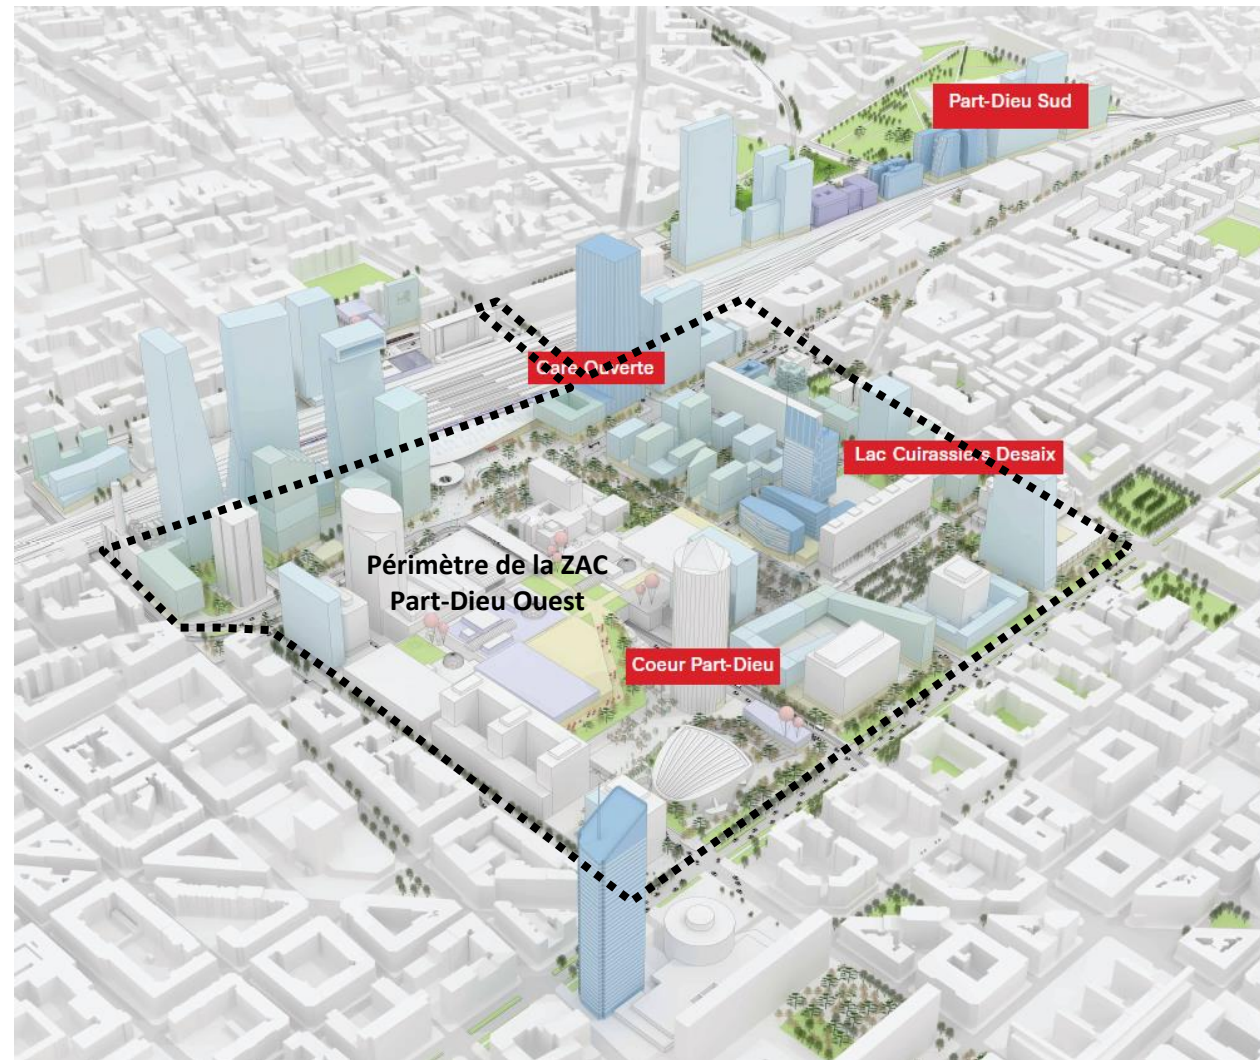 Part-Dieu Sud
Gare Ouverte
Lac Cuirassiers Desaix
Périmètre de la ZAC
Part-Dieu Ouest
Coeur Part-Dieu